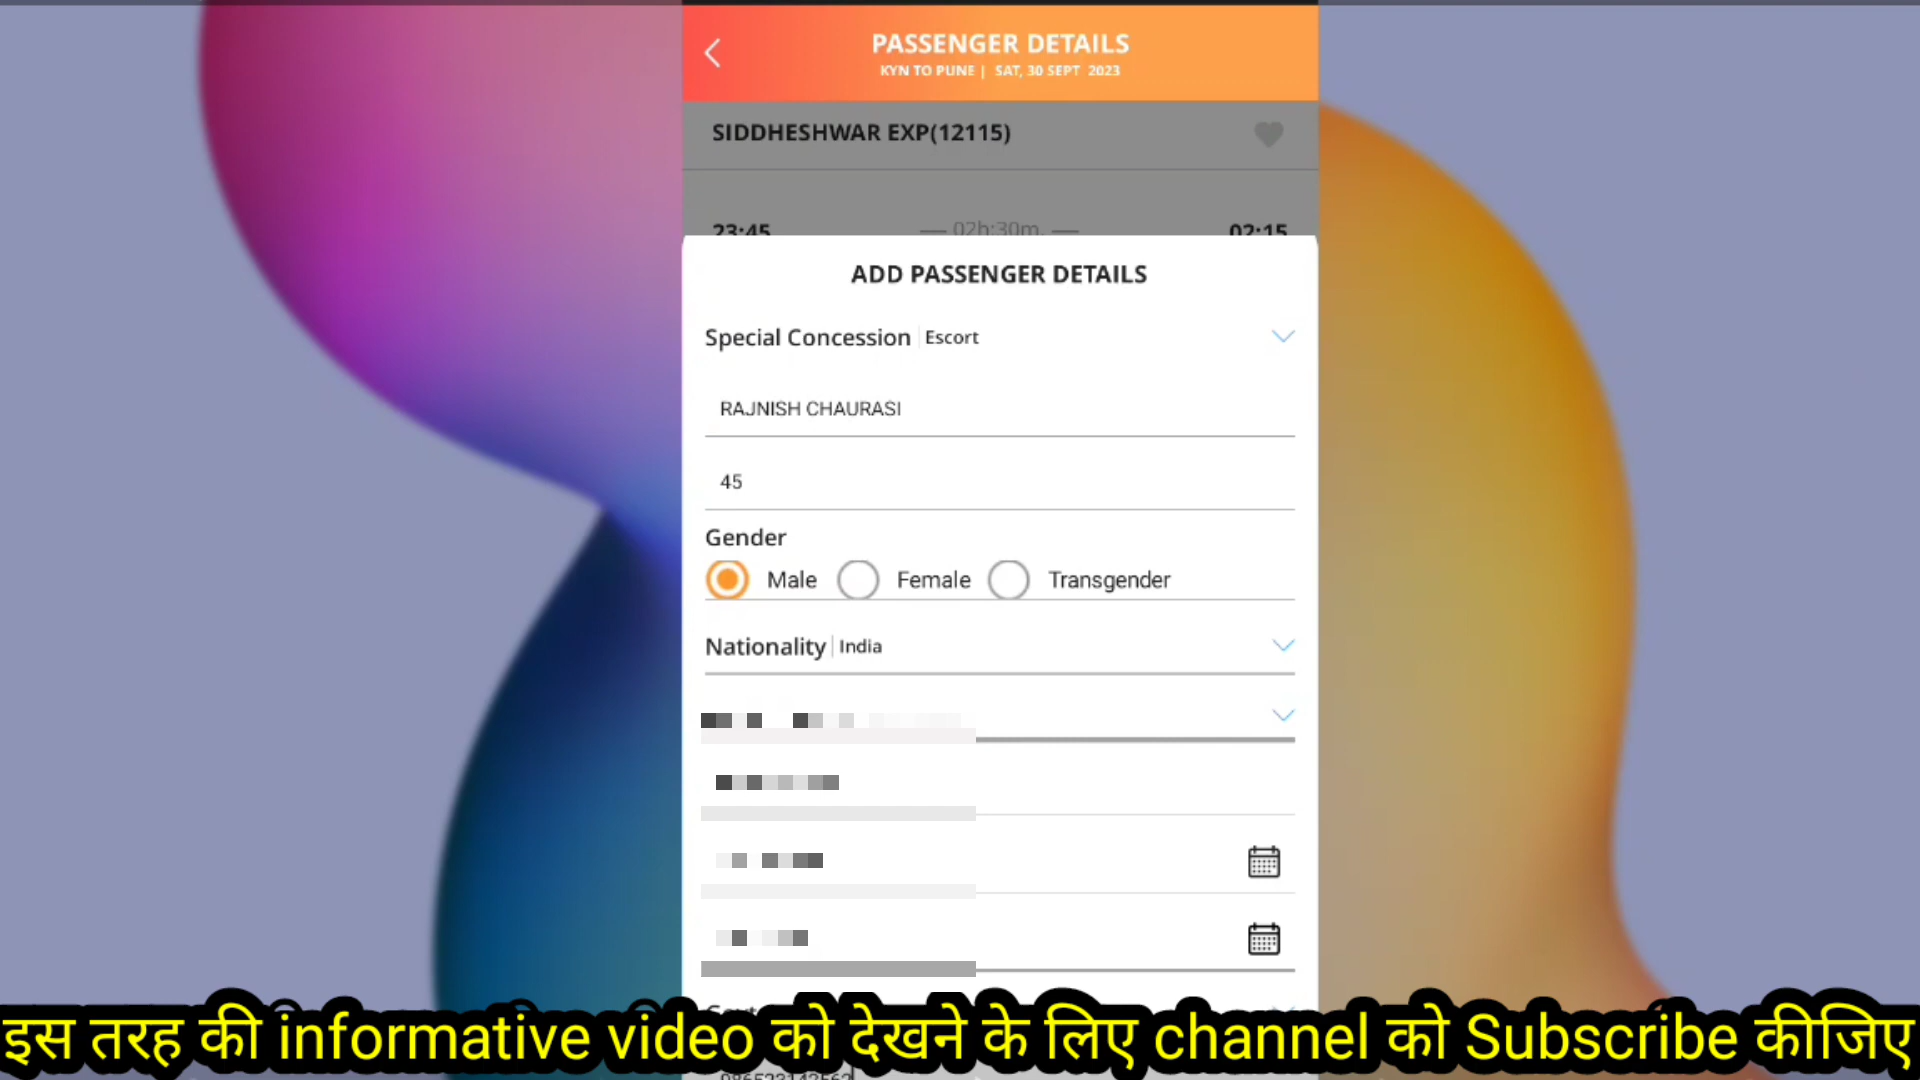 PASSENGER DETAILS
KYN TO PUNE | SAT, 30 SEPT 2023
SIDDHESHWAR EXP(12115)
23:45 — 02h:30m. — 02:15
ADD PASSENGER DETAILS
Special Concession | Escort
RAJNISH CHAURASI
45
Gender
Male Female Transgender
Nationality | India
इस तरह की informative video को देखने के लिए channel को Subscribe कीजिए